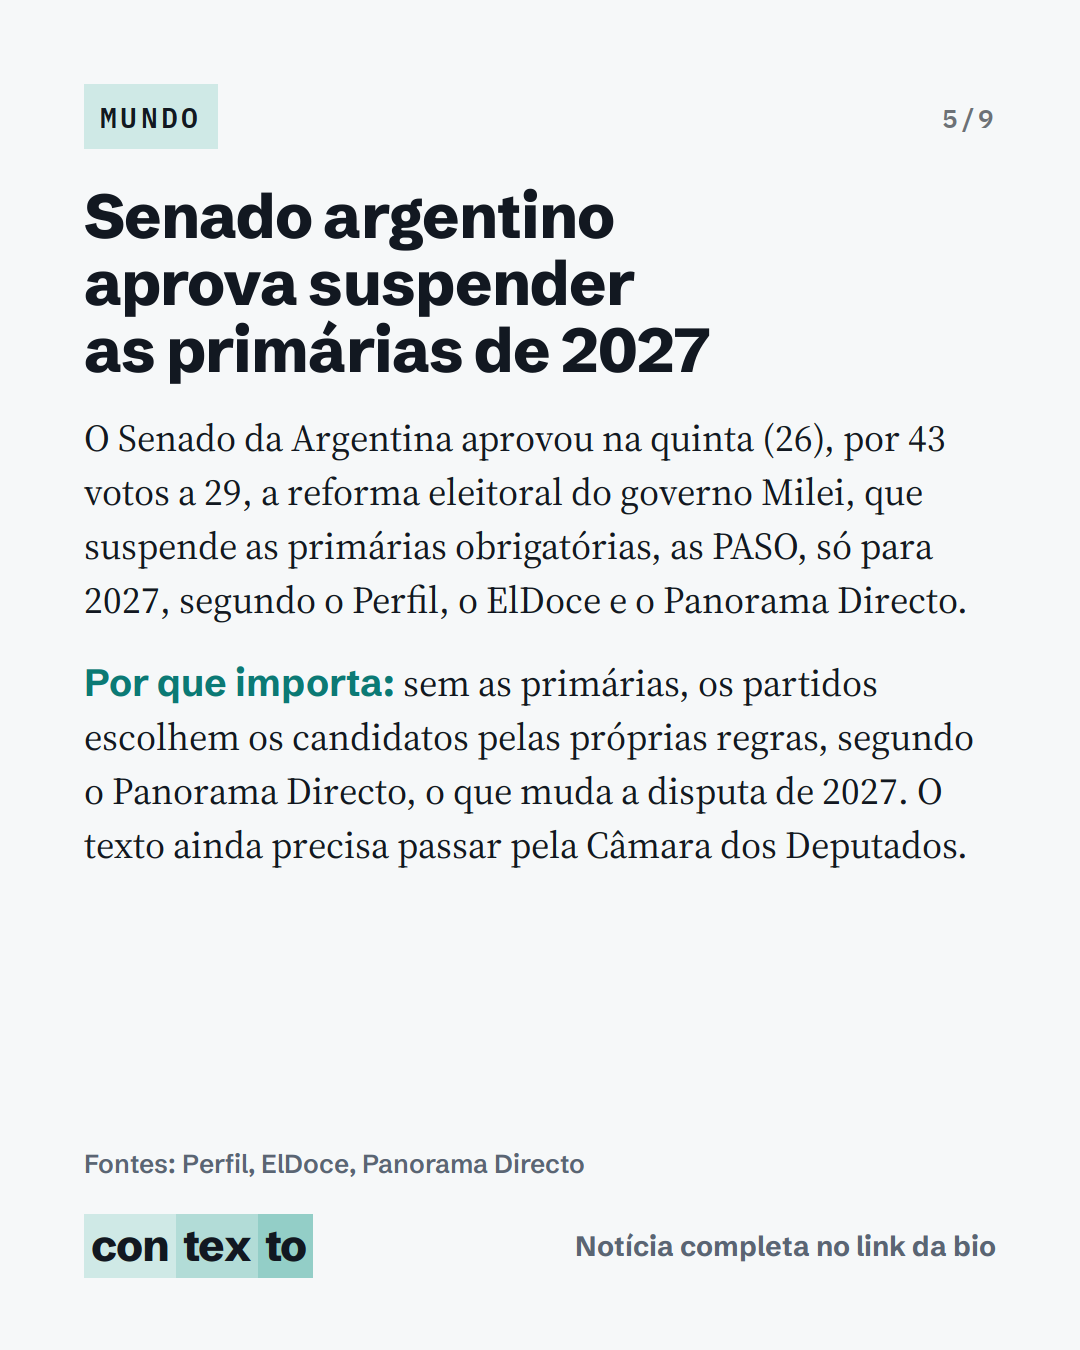 MUNDO
5/9
Senado argentino
aprova suspender
as primárias de 2027
O Senado da Argentina aprovou na quinta (26), por 43
votos a 29, a reforma eleitoral do governo Milei, que
suspende as primárias obrigatórias, as PASO, só para
2027, segundo o Perfil, o ElDoce e o Panorama Directo.
Por que importa: sem as primárias, os partidos
escolhem os candidatos pelas próprias regras, segundo
o Panorama Directo, o que muda a disputa de 2027. O
texto ainda precisa passar pela Câmara dos Deputados.
Fontes: Perfil, ElDoce, Panorama Directo
con tex to
Notícia completa no link da bio